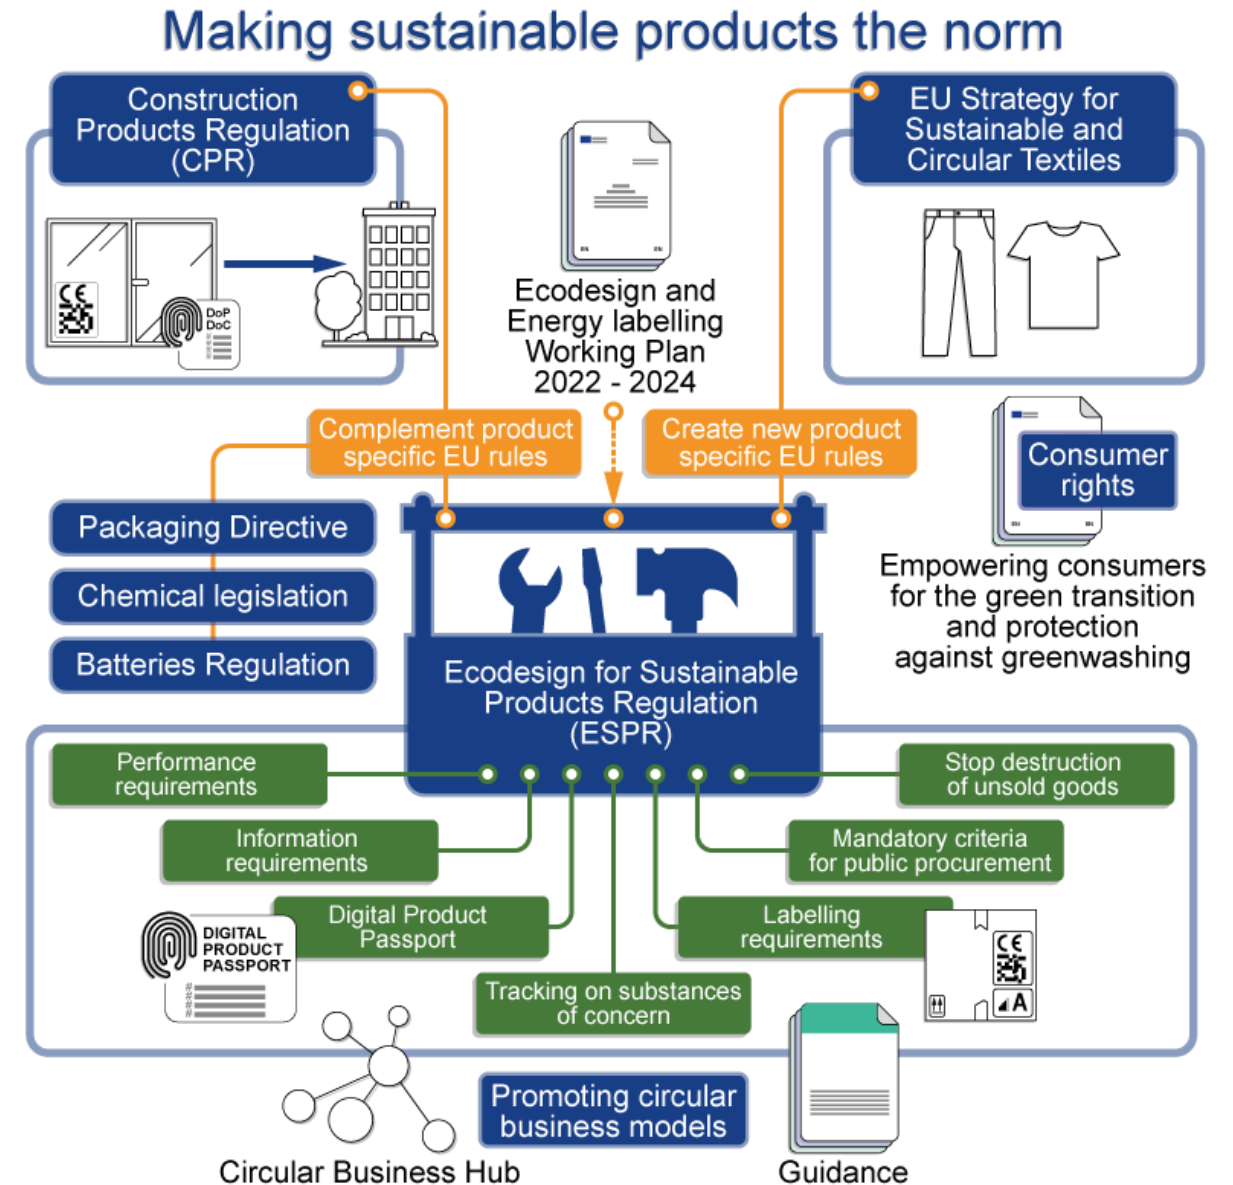 Making sustainable products the norm
Construction
Products Regulation
(CPR)
EU Strategy for
Sustainable and
Circular Textiles
CE
DoP
DoC
EN
EN
Ecodesign and
Energy labelling
Working Plan
2022 - 2024
Complement product
specific EU rules
Create new product
specific EU rules
Consumer
rights
EN
EN
Empowering consumers
for the green transition
and protection
against greenwashing
Packaging Directive
Chemical legislation
Batteries Regulation
Ecodesign for Sustainable
Products Regulation
(ESPR)
Performance
requirements
Stop destruction
of unsold goods
Information
requirements
Mandatory criteria
for public procurement
Digital Product
Passport
Labelling
requirements
DIGITAL
PRODUCT
PASSPORT
CE
A
Tracking on substances
of concern
Promoting circular
business models
Circular Business Hub
Guidance